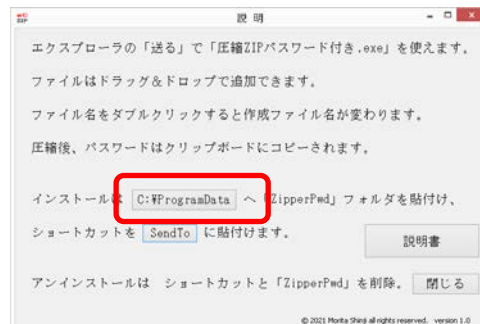 説 明
エクスプローラの「送る」で「圧縮ZIPパスワード付き.exe」を使えます。
ファイルはドラッグ&ドロップで追加できます。
ファイル名をダブルクリックすると作成ファイル名が変わります。
圧縮後、パスワードはクリップボードにコピーされます。
インストールは C:¥ProgramData へ「ZipperPwd」フォルダを貼付け、
ショートカットを SendTo に貼付けます。
説明書
アンインストールは ショートカットと「ZipperPwd」を削除。 閉じる
© 2021 Morita Shinji all rights reserved. version 1.0